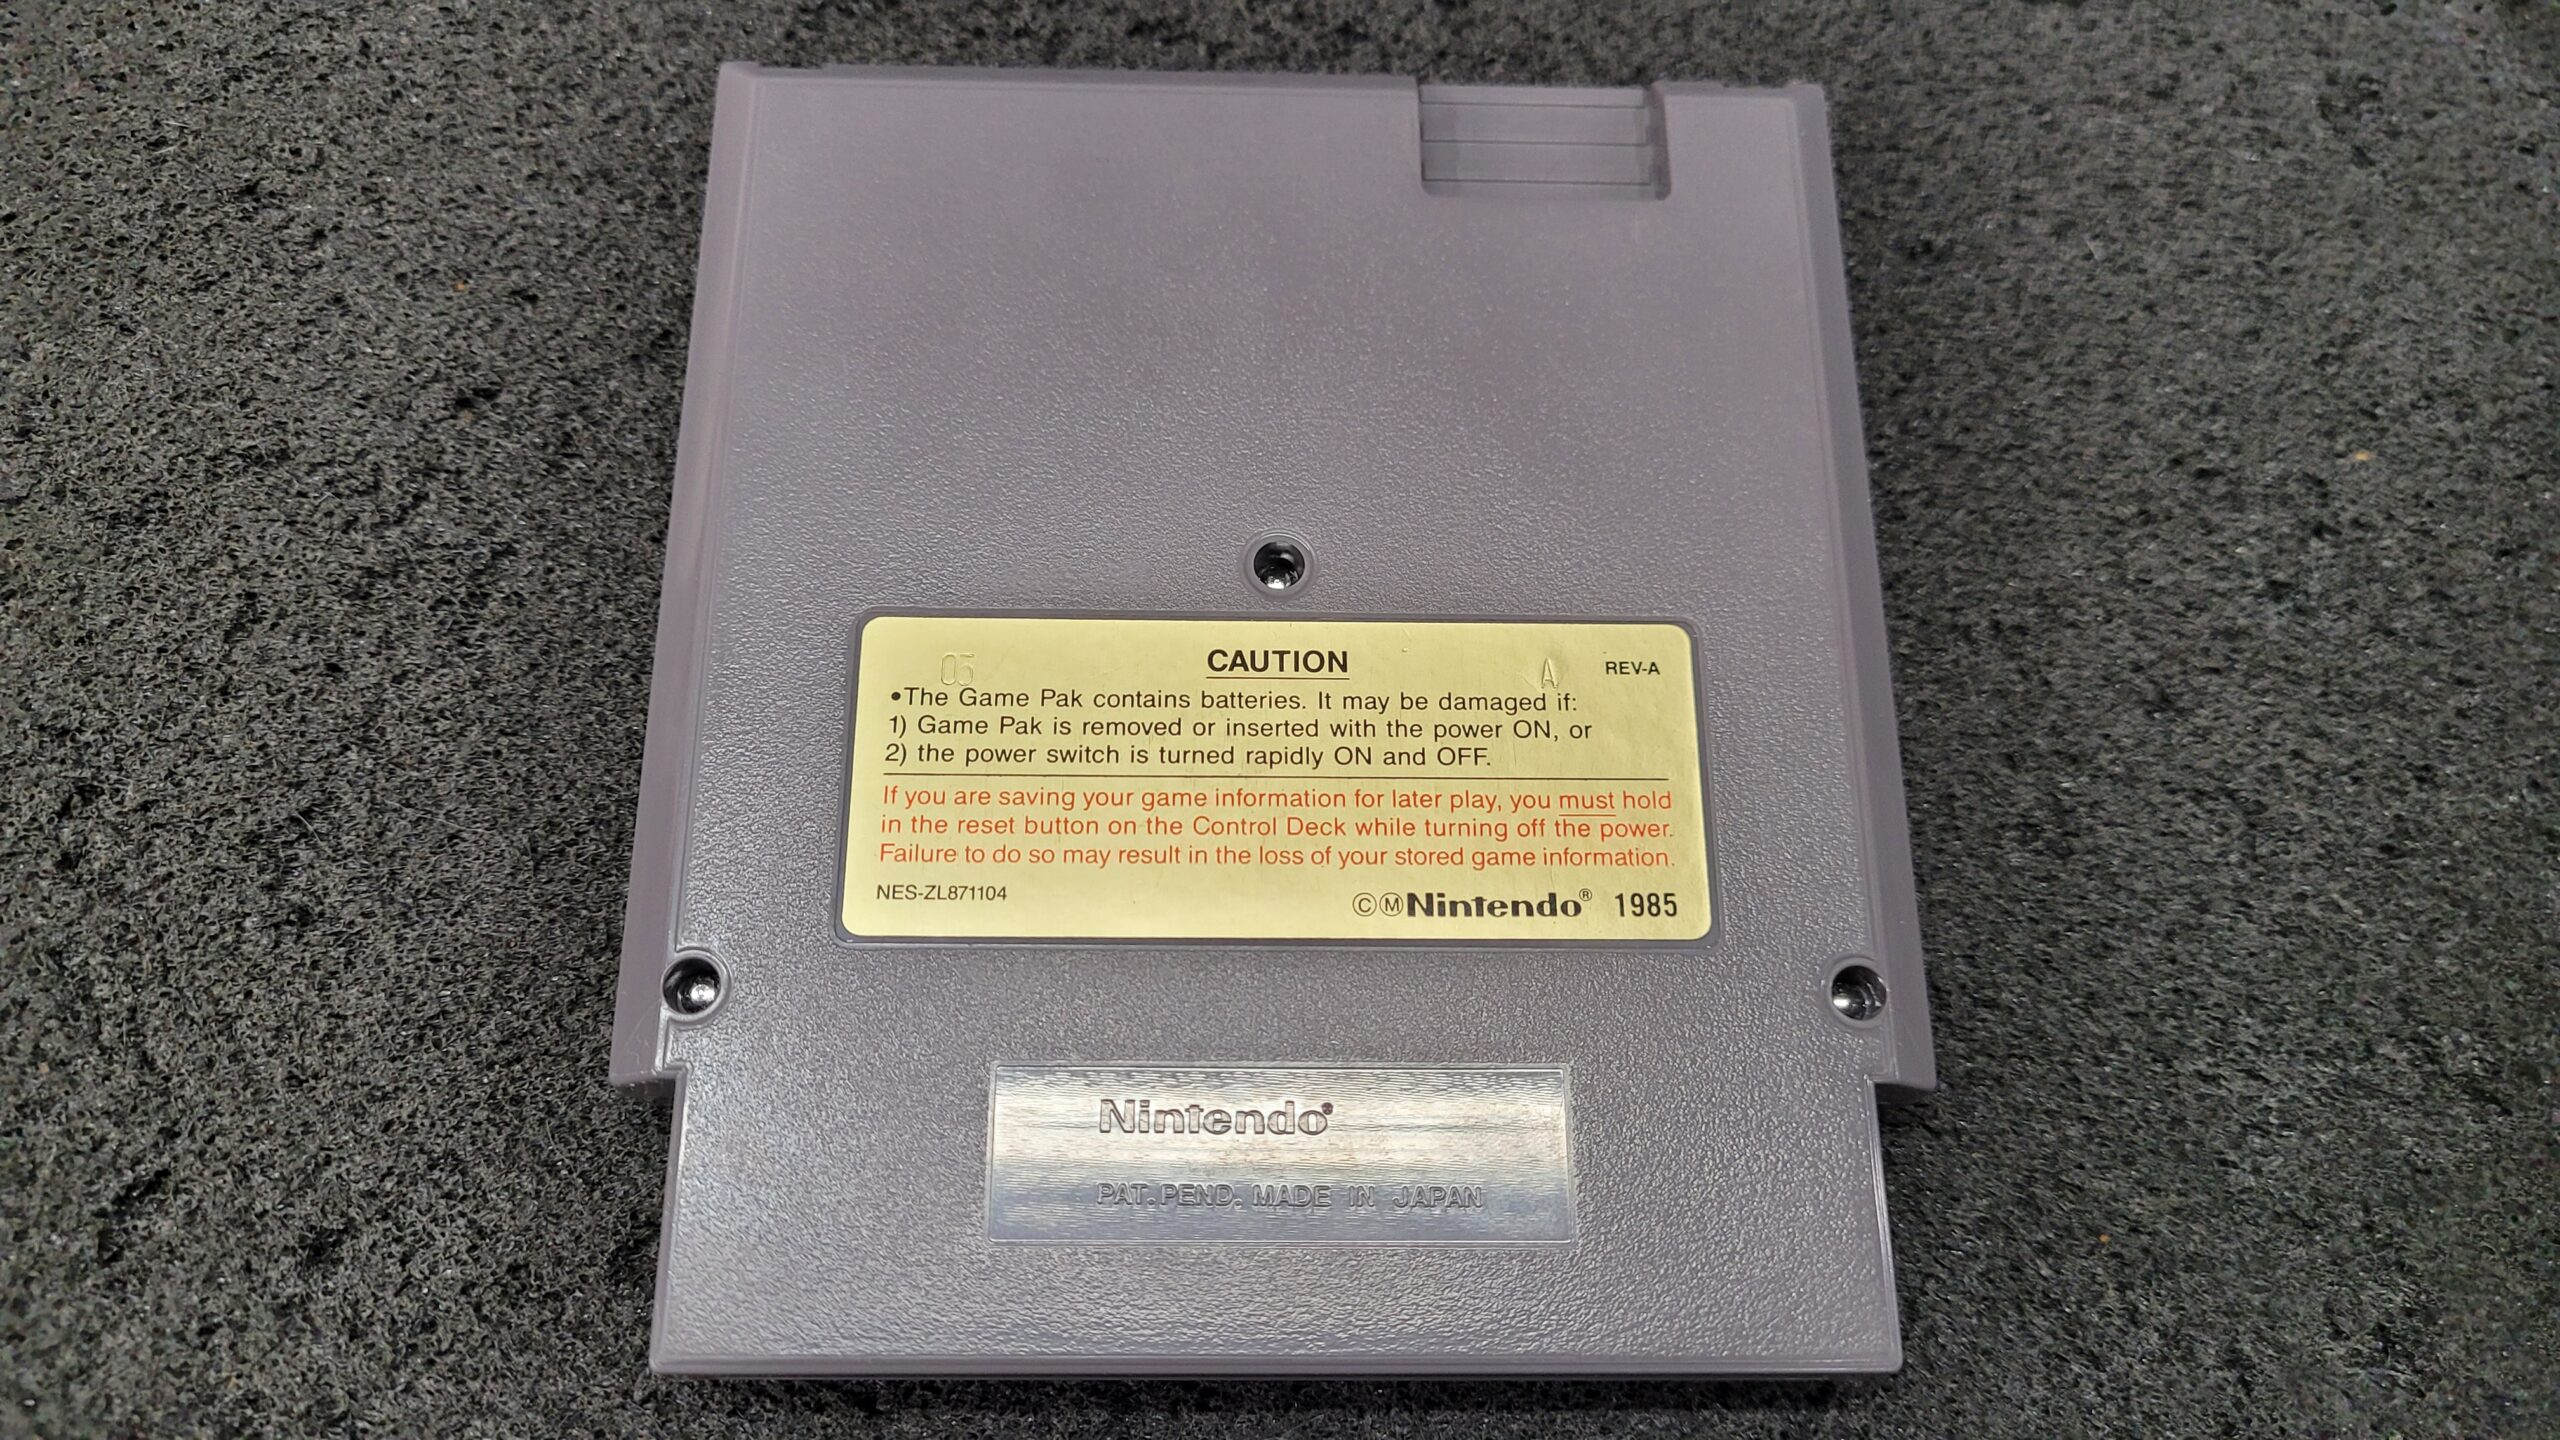 05
CAUTION
A
REV-A
•The Game Pak contains batteries. It may be damaged if:
1) Game Pak is removed or inserted with the power ON, or
2) the power switch is turned rapidly ON and OFF.
If you are saving your game information for later play, you must hold
in the reset button on the Control Deck while turning off the power.
Failure to do so may result in the loss of your stored game information.
NES-ZL871104
ⒸⓂNintendo® 1985
Nintendo®
PAT. PEND. MADE IN JAPAN